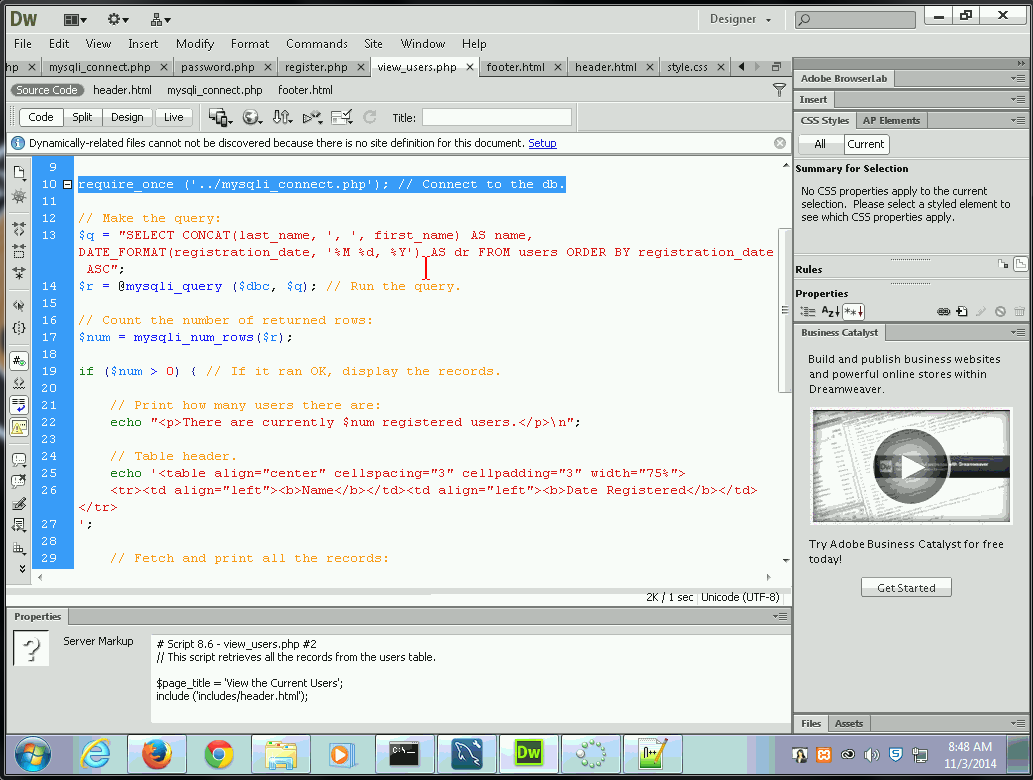 Dw
Designer
File Edit View Insert Modify Format Commands Site Window Help
hp × mysqli_connect.php × password.php × register.php × view_users.php × footer.html × header.html × style.css ×
Source Code header.html mysqli_connect.php footer.html
Code Split Design Live Title:
Dynamically-related files cannot not be discovered because there is no site definition for this document. Setup
9
10 require_once ('../mysqli_connect.php'); // Connect to the db.
11
12 // Make the query:
13 $q = "SELECT CONCAT(last_name, ', ', first_name) AS name,
DATE_FORMAT(registration_date, '%M %d, %Y') AS dr FROM users ORDER BY registration_date
ASC";
14 $r = @mysqli_query ($dbc, $q); // Run the query.
15
16 // Count the number of returned rows:
17 $num = mysqli_num_rows($r);
18
19 if ($num > 0) { // If it ran OK, display the records.
20
21 // Print how many users there are:
22 echo "<p>There are currently $num registered users.</p>\n";
23
24 // Table header.
25 echo '<table align="center" cellspacing="3" cellpadding="3" width="75%">
26 <tr><td align="left"><b>Name</b></td><td align="left"><b>Date Registered</b></td>
</tr>
27 ';
28
29 // Fetch and print all the records:
2K / 1 sec Unicode (UTF-8)
Properties
Server Markup
# Script 8.6 - view_users.php #2
// This script retrieves all the records from the users table.
$page_title = 'View the Current Users';
include ('includes/header.html');
Adobe BrowserLab
Insert
CSS Styles AP Elements
All Current
Summary for Selection
No CSS properties apply to the current
selection. Please select a styled element to
see which CSS properties apply.
Rules
Properties
Business Catalyst
Build and publish business websites
and powerful online stores within
Dreamweaver.
Try Adobe Business Catalyst for free
today!
Get Started
Files Assets
C:\
Dw
8:48 AM
11/3/2014